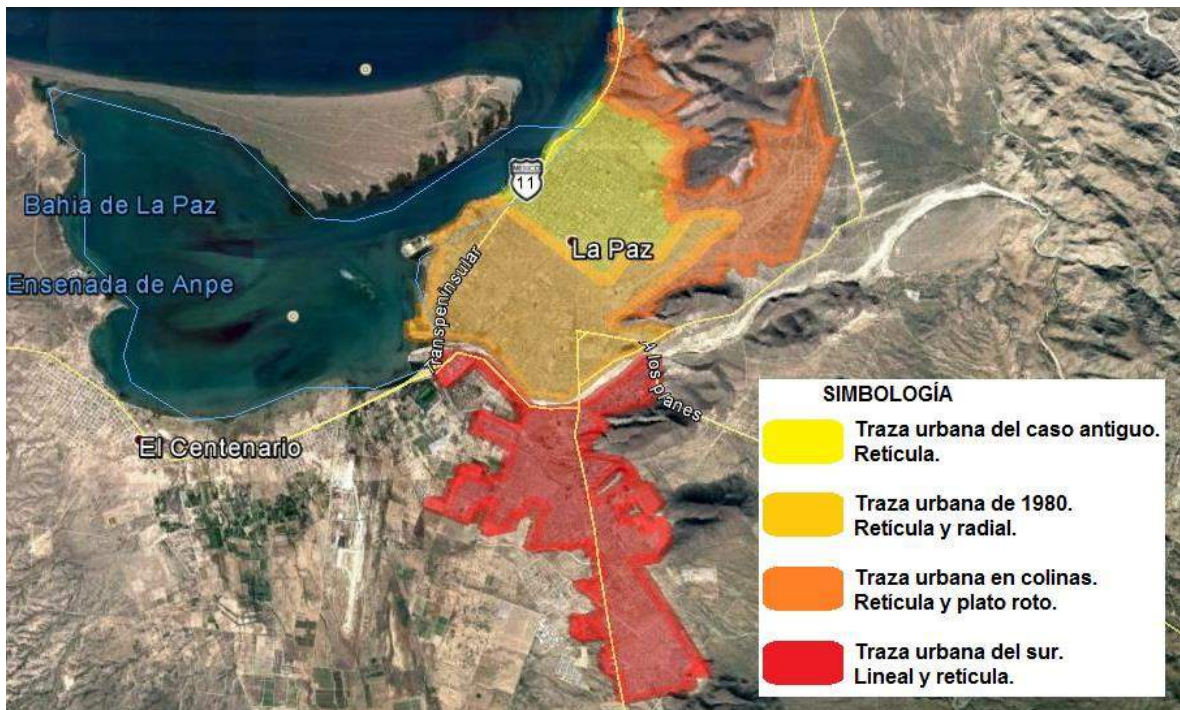 MEXICO
11
Bahia de La Paz
La Paz
Ensenada de Anpe
Transpeninsular
A los planes
El Centenario
SIMBOLOGÍA
Traza urbana del caso antiguo.
Retícula.
Traza urbana de 1980.
Retícula y radial.
Traza urbana en colinas.
Retícula y plato roto.
Traza urbana del sur.
Lineal y retícula.